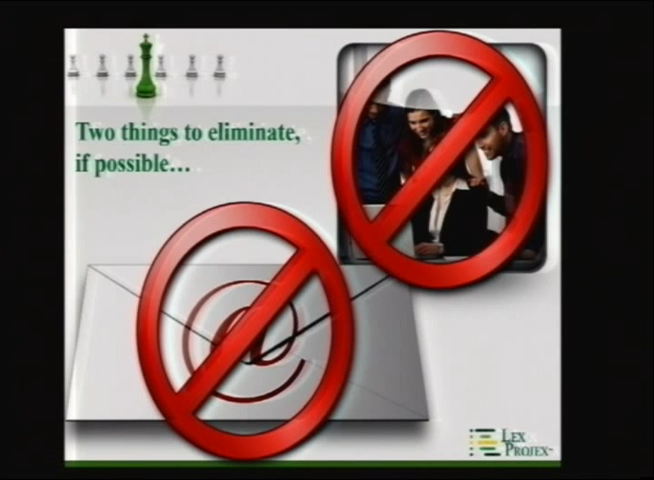 Two things to eliminate,
if possible...
@
LEX
PROJEX